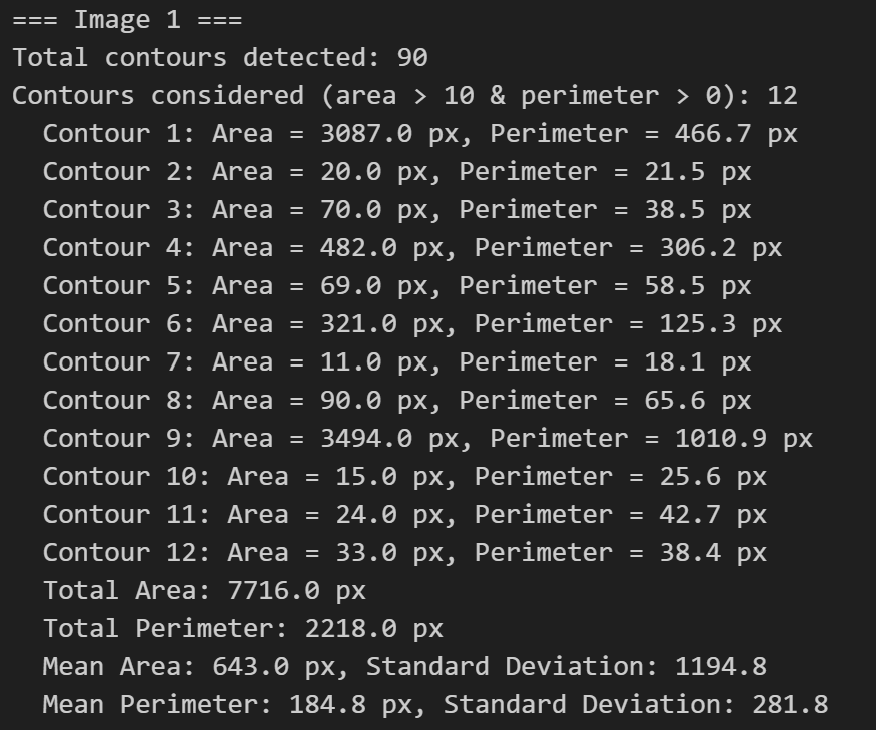 === Image 1 ===
Total contours detected: 90
Contours considered (area > 10 & perimeter > 0): 12
Contour 1: Area = 3087.0 px, Perimeter = 466.7 px
Contour 2: Area = 20.0 px, Perimeter = 21.5 px
Contour 3: Area = 70.0 px, Perimeter = 38.5 px
Contour 4: Area = 482.0 px, Perimeter = 306.2 px
Contour 5: Area = 69.0 px, Perimeter = 58.5 px
Contour 6: Area = 321.0 px, Perimeter = 125.3 px
Contour 7: Area = 11.0 px, Perimeter = 18.1 px
Contour 8: Area = 90.0 px, Perimeter = 65.6 px
Contour 9: Area = 3494.0 px, Perimeter = 1010.9 px
Contour 10: Area = 15.0 px, Perimeter = 25.6 px
Contour 11: Area = 24.0 px, Perimeter = 42.7 px
Contour 12: Area = 33.0 px, Perimeter = 38.4 px
Total Area: 7716.0 px
Total Perimeter: 2218.0 px
Mean Area: 643.0 px, Standard Deviation: 1194.8
Mean Perimeter: 184.8 px, Standard Deviation: 281.8